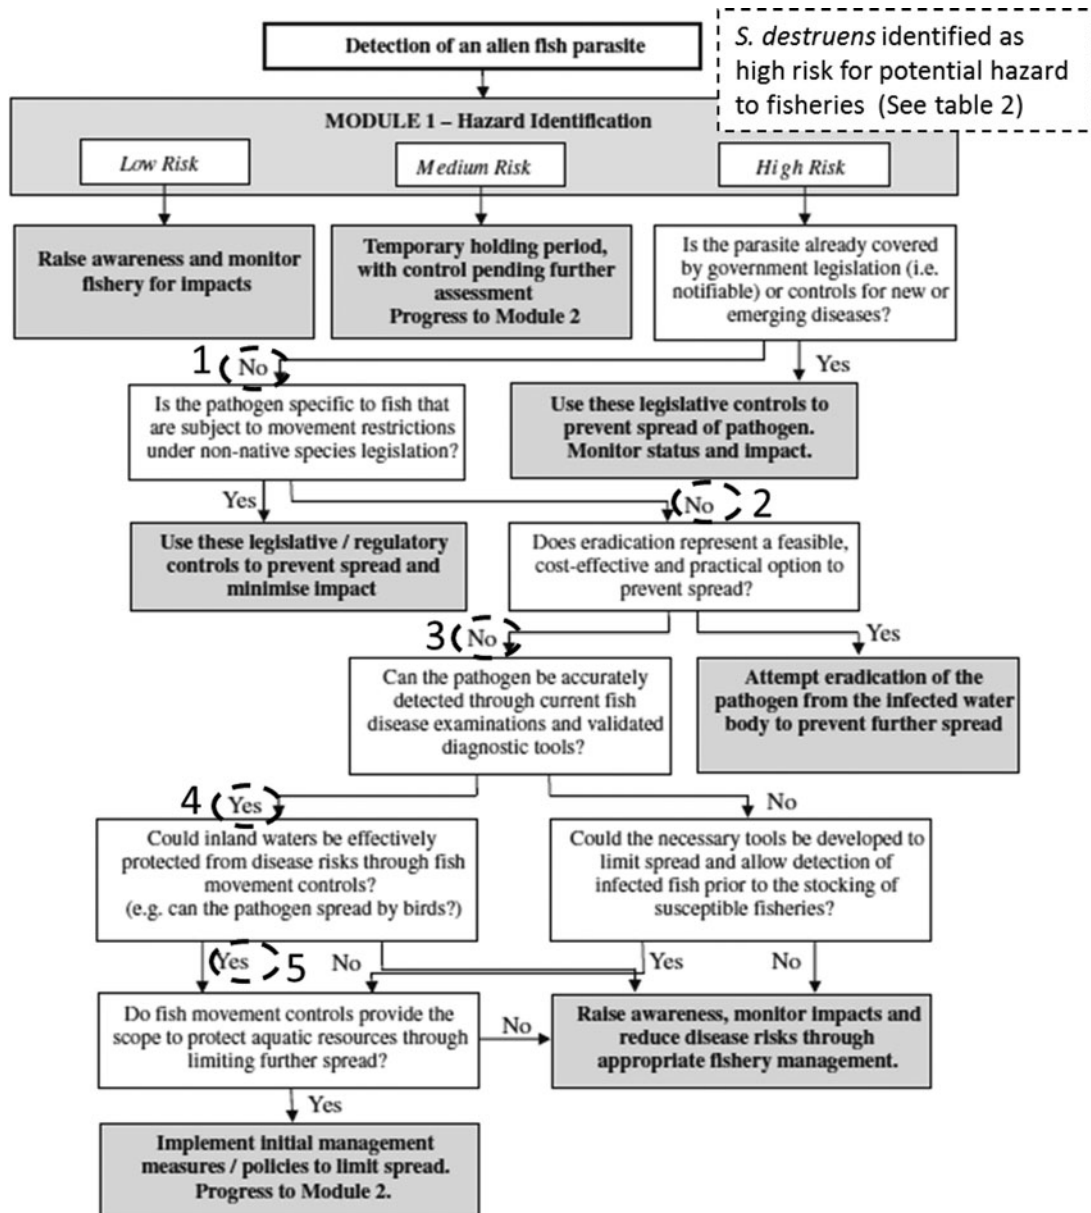 Detection of an alien fish parasite
S. destruens identified as
high risk for potential hazard
to fisheries (See table 2)
MODULE 1 – Hazard Identification
Low Risk
Medium Risk
High Risk
Raise awareness and monitor
fishery for impacts
Temporary holding period,
with control pending further
assessment
Progress to Module 2
Is the parasite already covered
by government legislation (i.e.
notifiable) or controls for new or
emerging diseases?
1
No
Yes
Is the pathogen specific to fish that
are subject to movement restrictions
under non-native species legislation?
Use these legislative controls to
prevent spread of pathogen.
Monitor status and impact.
Yes
No
2
Use these legislative / regulatory
controls to prevent spread and
minimise impact
Does eradication represent a feasible,
cost-effective and practical option to
prevent spread?
3
No
Yes
Can the pathogen be accurately
detected through current fish
disease examinations and validated
diagnostic tools?
Attempt eradication of the
pathogen from the infected water
body to prevent further spread
4
Yes
No
Could inland waters be effectively
protected from disease risks through fish
movement controls?
(e.g. can the pathogen spread by birds?)
Could the necessary tools be developed to
limit spread and allow detection of
infected fish prior to the stocking of
susceptible fisheries?
Yes
5
No
Yes
No
Do fish movement controls provide the
scope to protect aquatic resources through
limiting further spread?
No
Raise awareness, monitor impacts and
reduce disease risks through
appropriate fishery management.
Yes
Implement initial management
measures / policies to limit spread.
Progress to Module 2.